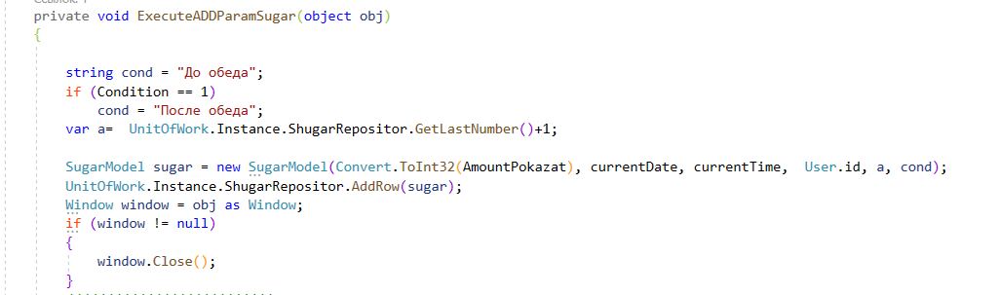 private void ExecuteADDParamSugar(object obj)
{
string cond = "До обеда";
if (Condition == 1)
cond = "После обеда";
var a=  UnitOfWork.Instance.ShugarRepositor.GetLastNumber()+1;
SugarModel sugar = new SugarModel(Convert.ToInt32(AmountPokazat), currentDate, currentTime,  User.id, a, cond);
UnitOfWork.Instance.ShugarRepositor.AddRow(sugar);
Window window = obj as Window;
if (window != null)
{
window.Close();
}